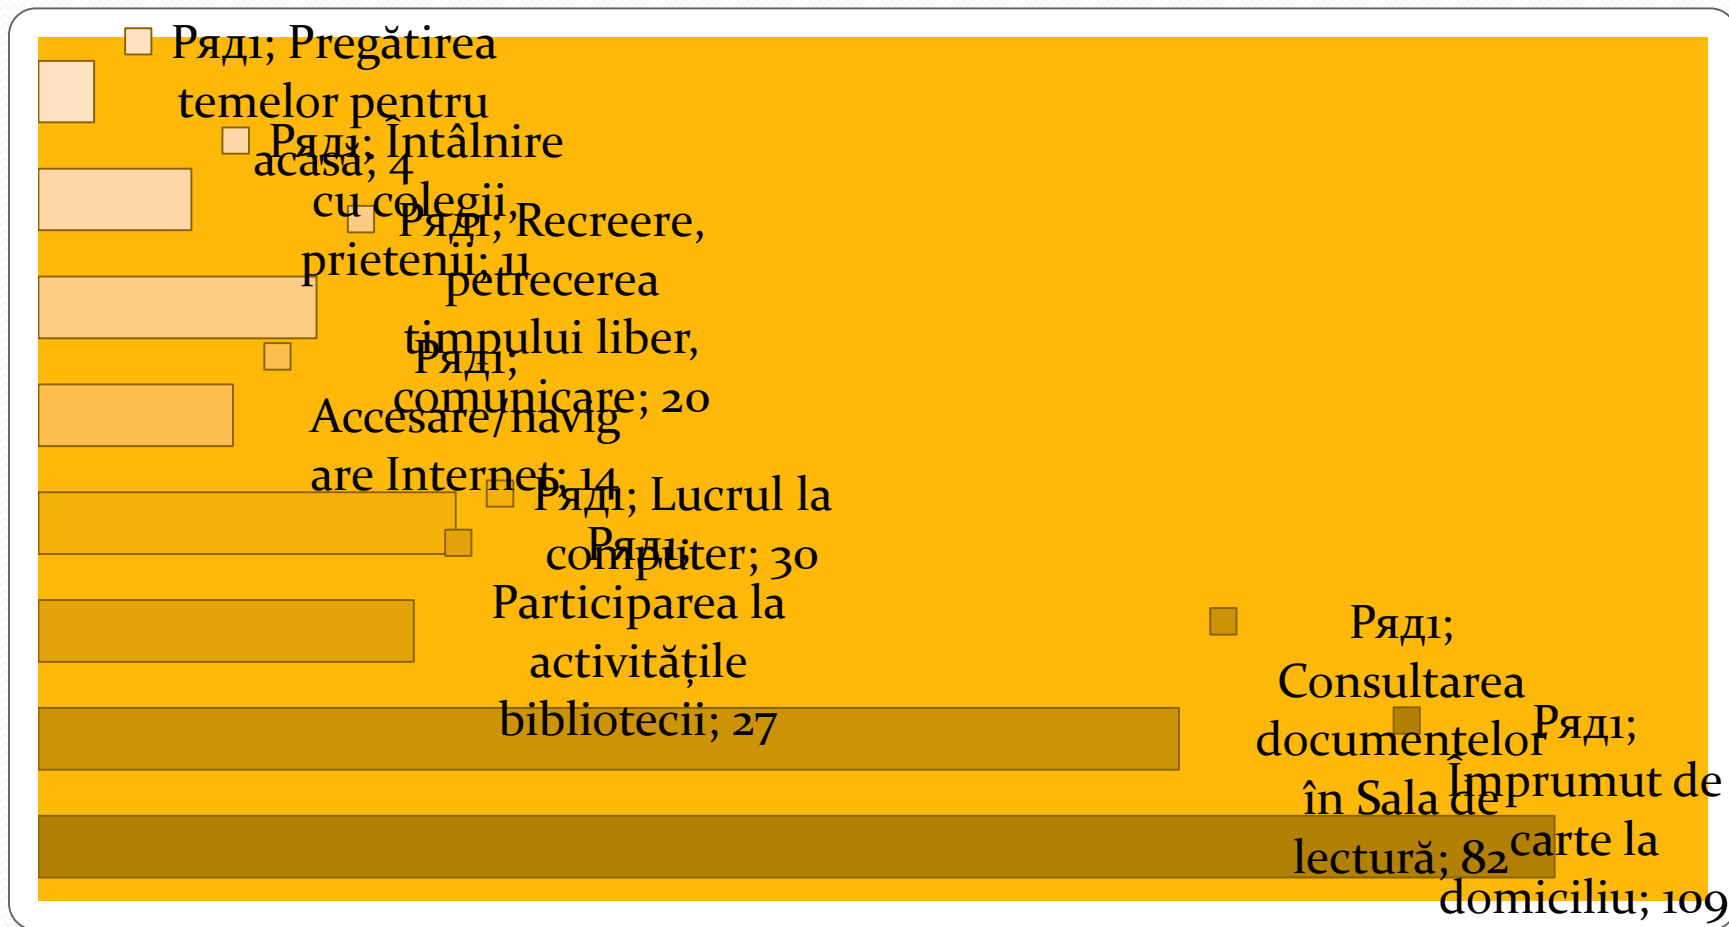 Ряд1; Pregătirea
temelor pentru
acasă; 4
Ряд1; Întâlnire
cu colegii,
prietenii; 11
Ряд1; Recreere,
petrecerea
timpului liber,
comunicare; 20
Ряд1;
Accesare/navig
are Internet; 14
Ряд1; Lucrul la
computer; 30
Ряд1;
Participarea la
activitățile
bibliotecii; 27
Ряд1;
Consultarea
documentelor
în Sala de
lectură; 82
Ряд1;
Împrumut de
carte la
domiciliu; 109